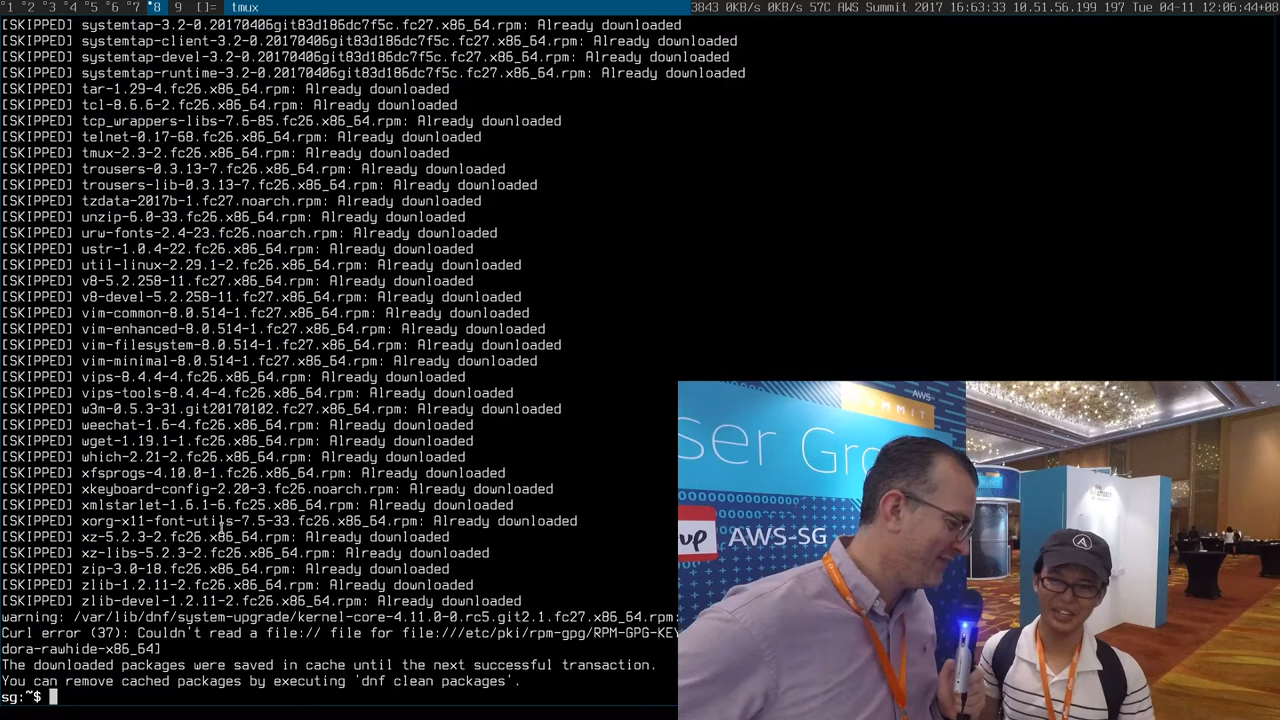 °1 °2 °3 °4 °5 °6 °7 °8 9 []= tmux 3843 0KB/s 0KB/s 57C AWS Summit 2017 16:63:33 10.51.56.199 197 Tue 04-11 12:06:44+08
[SKIPPED] systemtap-3.2-0.20170406git83d186dc7f5c.fc27.x86_64.rpm: Already downloaded
[SKIPPED] systemtap-client-3.2-0.20170406git83d186dc7f5c.fc27.x86_64.rpm: Already downloaded
[SKIPPED] systemtap-devel-3.2-0.20170406git83d186dc7f5c.fc27.x86_64.rpm: Already downloaded
[SKIPPED] systemtap-runtime-3.2-0.20170406git83d186dc7f5c.fc27.x86_64.rpm: Already downloaded
[SKIPPED] tar-1.29-4.fc26.x86_64.rpm: Already downloaded
[SKIPPED] tcl-8.6.6-2.fc26.x86_64.rpm: Already downloaded
[SKIPPED] tcp_wrappers-libs-7.6-85.fc26.x86_64.rpm: Already downloaded
[SKIPPED] telnet-0.17-68.fc26.x86_64.rpm: Already downloaded
[SKIPPED] tmux-2.3-2.fc26.x86_64.rpm: Already downloaded
[SKIPPED] trousers-0.3.13-7.fc26.x86_64.rpm: Already downloaded
[SKIPPED] trousers-lib-0.3.13-7.fc26.x86_64.rpm: Already downloaded
[SKIPPED] tzdata-2017b-1.fc27.noarch.rpm: Already downloaded
[SKIPPED] unzip-6.0-33.fc26.x86_64.rpm: Already downloaded
[SKIPPED] urw-fonts-2.4-23.fc26.noarch.rpm: Already downloaded
[SKIPPED] ustr-1.0.4-22.fc26.x86_64.rpm: Already downloaded
[SKIPPED] util-linux-2.29.1-2.fc26.x86_64.rpm: Already downloaded
[SKIPPED] v8-5.2.258-11.fc27.x86_64.rpm: Already downloaded
[SKIPPED] v8-devel-5.2.258-11.fc27.x86_64.rpm: Already downloaded
[SKIPPED] vim-common-8.0.514-1.fc27.x86_64.rpm: Already downloaded
[SKIPPED] vim-enhanced-8.0.514-1.fc27.x86_64.rpm: Already downloaded
[SKIPPED] vim-filesystem-8.0.514-1.fc27.x86_64.rpm: Already downloaded
[SKIPPED] vim-minimal-8.0.514-1.fc27.x86_64.rpm: Already downloaded
[SKIPPED] vips-8.4.4-4.fc26.x86_64.rpm: Already downloaded
[SKIPPED] vips-tools-8.4.4-4.fc26.x86_64.rpm: Already downloaded
[SKIPPED] w3m-0.5.3-31.git20170102.fc27.x86_64.rpm: Already downloaded
[SKIPPED] weechat-1.6-4.fc27.x86_64.rpm: Already downloaded
[SKIPPED] wget-1.19.1-1.fc26.x86_64.rpm: Already downloaded
[SKIPPED] which-2.21-2.fc26.x86_64.rpm: Already downloaded
[SKIPPED] xfsprogs-4.10.0-1.fc27.x86_64.rpm: Already downloaded
[SKIPPED] xkeyboard-config-2.20-3.fc26.noarch.rpm: Already downloaded
[SKIPPED] xmlstarlet-1.6.1-6.fc26.x86_64.rpm: Already downloaded
[SKIPPED] xorg-x11-font-utils-7.5-33.fc26.x86_64.rpm: Already downloaded
[SKIPPED] xz-5.2.3-2.fc26.x86_64.rpm: Already downloaded
[SKIPPED] xz-libs-5.2.3-2.fc26.x86_64.rpm: Already downloaded
[SKIPPED] zip-3.0-18.fc26.x86_64.rpm: Already downloaded
[SKIPPED] zlib-1.2.11-2.fc26.x86_64.rpm: Already downloaded
[SKIPPED] zlib-devel-1.2.11-2.fc26.x86_64.rpm: Already downloaded
warning: /var/lib/dnf/system-upgrade/kernel-core-4.11.0-0.rc5.git2.1.fc27.x86_64.rpm:
Curl error (37): Couldn't read a file:// file for file:///etc/pki/rpm-gpg/RPM-GPG-KEY
dora-rawhide-x86_64]
The downloaded packages were saved in cache until the next successful transaction.
You can remove cached packages by executing 'dnf clean packages'.
sg:~$
AWS
SUMMIT
ser Gro
up AWS-SG